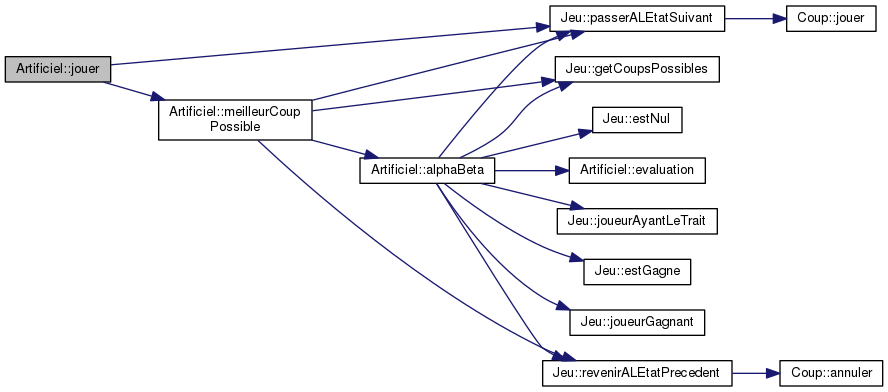 Artificiel::jouer
Artificiel::meilleurCoup
Possible
Artificiel::alphaBeta
Jeu::passerALEtatSuivant
Coup::jouer
Jeu::getCoupsPossibles
Jeu::estNul
Artificiel::evaluation
Jeu::joueurAyantLeTrait
Jeu::estGagne
Jeu::joueurGagnant
Jeu::revenirALEtatPrecedent
Coup::annuler